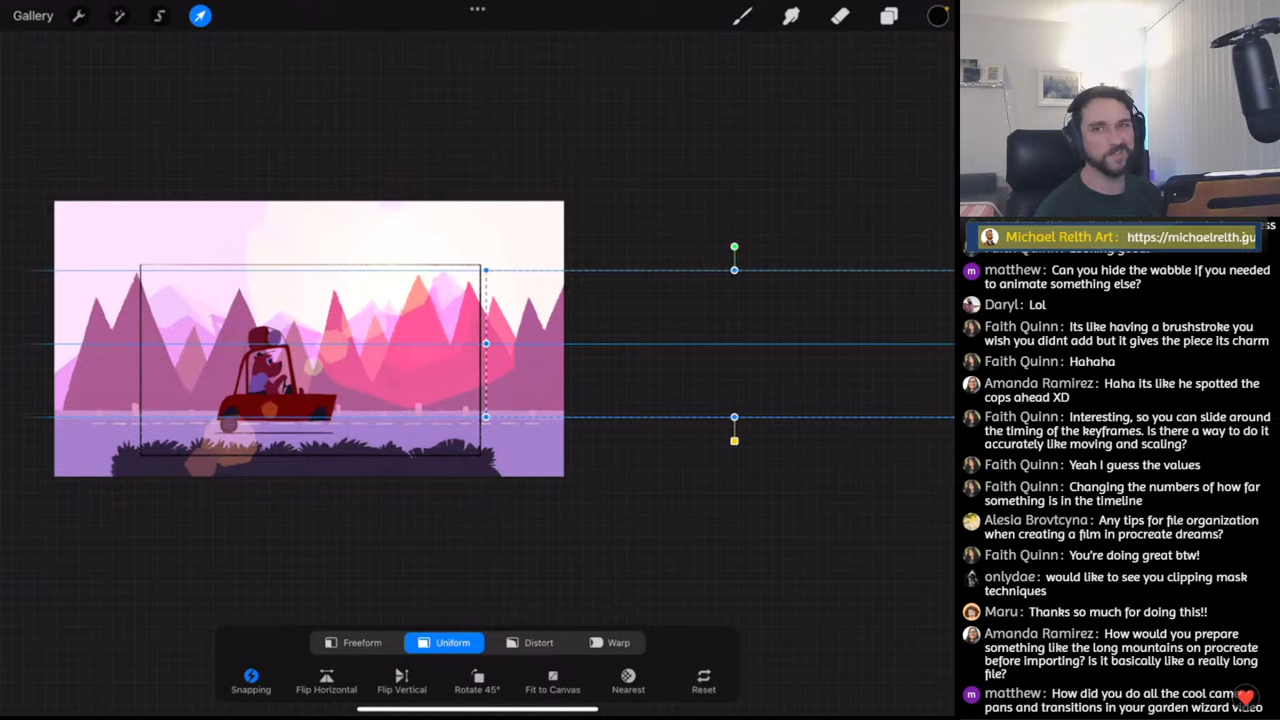 Gallery
Freeform
Uniform
Distort
Warp
Snapping
Flip Horizontal
Flip Vertical
Rotate 45°
Fit to Canvas
Nearest
Reset
ss
Michael Relth Art: https://michaelrelth.gu
matthew: Can you hide the wabble if you needed
to animate something else?
Daryl: Lol
Faith Quinn: Its like having a brushstroke you
wish you didnt add but it gives the piece its charm
Faith Quinn: Hahaha
Amanda Ramirez: Haha its like he spotted the
cops ahead XD
Faith Quinn: Interesting, so you can slide around
the timing of the keyframes. Is there a way to do it
accurately like moving and scaling?
Faith Quinn: Yeah I guess the values
Faith Quinn: Changing the numbers of how far
something is in the timeline
Alesia Brovtcyna: Any tips for file organization
when creating a film in procreate dreams?
Faith Quinn: You're doing great btw!
onlydae: would like to see you clipping mask
techniques
Maru: Thanks so much for doing this!!
Amanda Ramirez: How would you prepare
something like the long mountains on procreate
before importing? Is it basically like a really long
file?
matthew: How did you do all the cool cam
pans and transitions in your garden wizard video